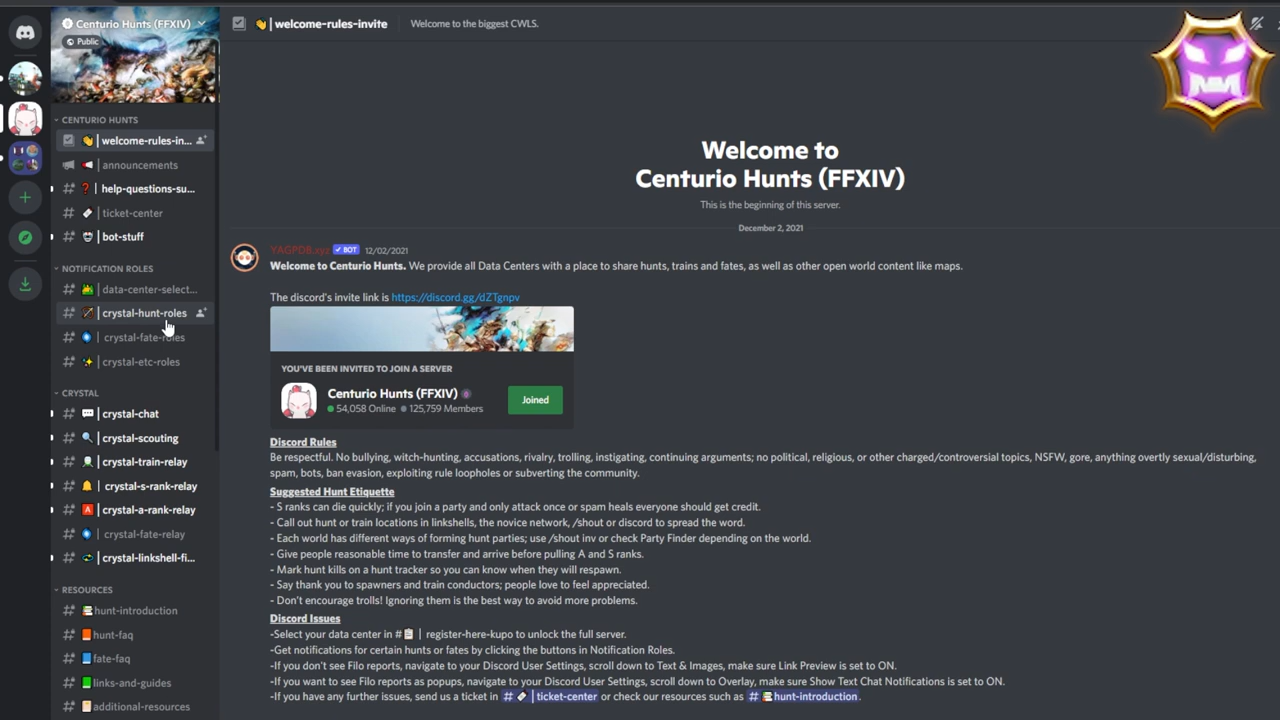 Centurio Hunts (FFXIV)
Public
CENTURIO HUNTS
| welcome-rules-in...
| announcements
| help-questions-su...
| ticket-center
| bot-stuff
NOTIFICATION ROLES
| data-center-select...
| crystal-hunt-roles
| crystal-fate-roles
| crystal-etc-roles
CRYSTAL
| crystal-chat
| crystal-scouting
| crystal-train-relay
| crystal-s-rank-relay
| crystal-a-rank-relay
| crystal-fate-relay
| crystal-linkshell-fi...
RESOURCES
hunt-introduction
hunt-faq
fate-faq
links-and-guides
additional-resources
| welcome-rules-invite
Welcome to the biggest CWLS.
Welcome to
Centurio Hunts (FFXIV)
This is the beginning of this server.
December 2, 2021
YAGPDB.xyz BOT 12/02/2021
Welcome to Centurio Hunts. We provide all Data Centers with a place to share hunts, trains and fates, as well as other open world content like maps.
The discord's invite link is https://discord.gg/dZTgnpv
YOU'VE BEEN INVITED TO JOIN A SERVER
Centurio Hunts (FFXIV)
54,058 Online 125,759 Members
Joined
Discord Rules
Be respectful. No bullying, witch-hunting, accusations, rivalry, trolling, instigating, continuing arguments; no political, religious, or other charged/controversial topics, NSFW, gore, anything overtly sexual/disturbing,
spam, bots, ban evasion, exploiting rule loopholes or subverting the community.
Suggested Hunt Etiquette
- S ranks can die quickly; if you join a party and only attack once or spam heals everyone should get credit.
- Call out hunt or train locations in linkshells, the novice network, /shout or discord to spread the word.
- Each world has different ways of forming hunt parties; use /shout inv or check Party Finder depending on the world.
- Give people reasonable time to transfer and arrive before pulling A and S ranks.
- Mark hunt kills on a hunt tracker so you can know when they will respawn.
- Say thank you to spawners and train conductors; people love to feel appreciated.
- Don't encourage trolls! Ignoring them is the best way to avoid more problems.
Discord Issues
-Select your data center in #📋 | register-here-kupo to unlock the full server.
-Get notifications for certain hunts or fates by clicking the buttons in Notification Roles.
-If you don't see Filo reports, navigate to your Discord User Settings, scroll down to Text & Images, make sure Link Preview is set to ON.
-If you want to see Filo reports as popups, navigate to your Discord User Settings, scroll down to Overlay, make sure Show Text Chat Notifications is set to ON.
-If you have any further issues, send us a ticket in # | ticket-center or check our resources such as # hunt-introduction.